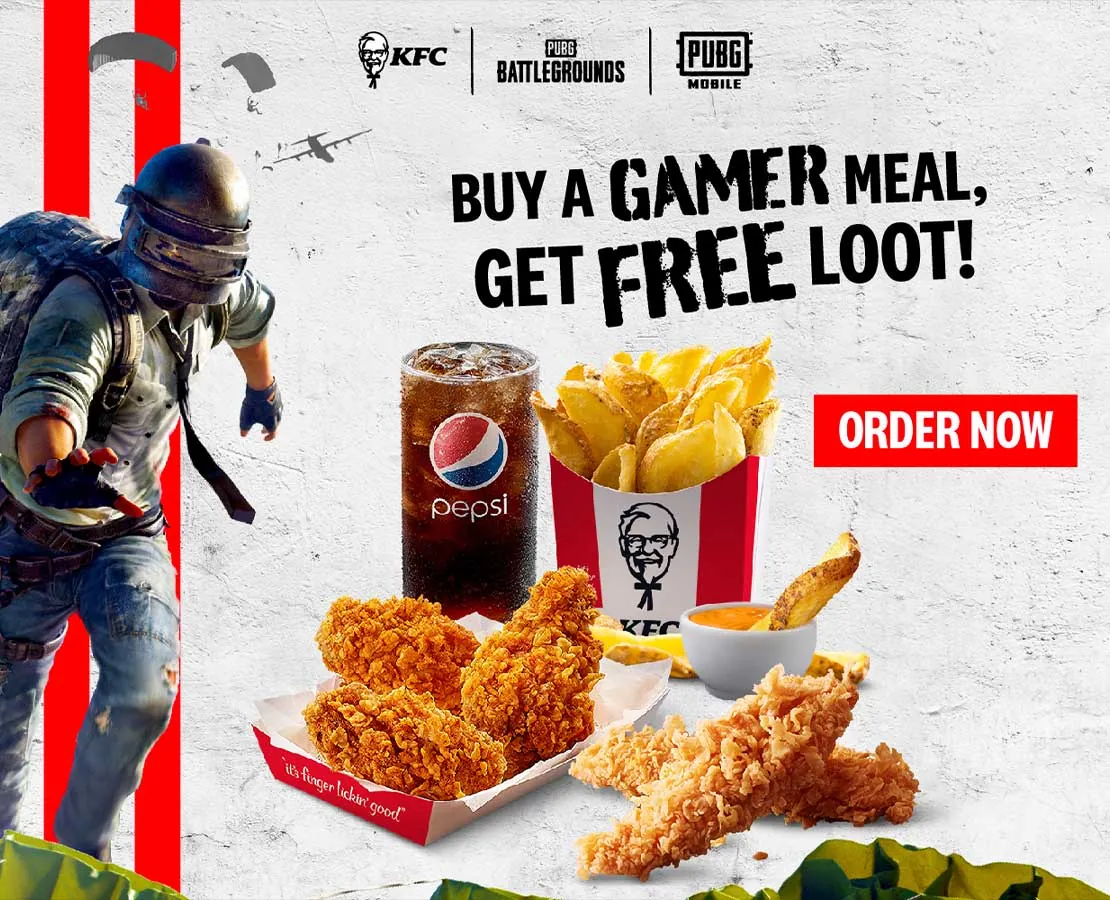 KFC
PUBG
BATTLEGROUNDS
PUBG
MOBILE
BUY A GAMER MEAL,
GET FREE LOOT!
ORDER NOW
pepsi
KFC
"it's finger lickin' good"